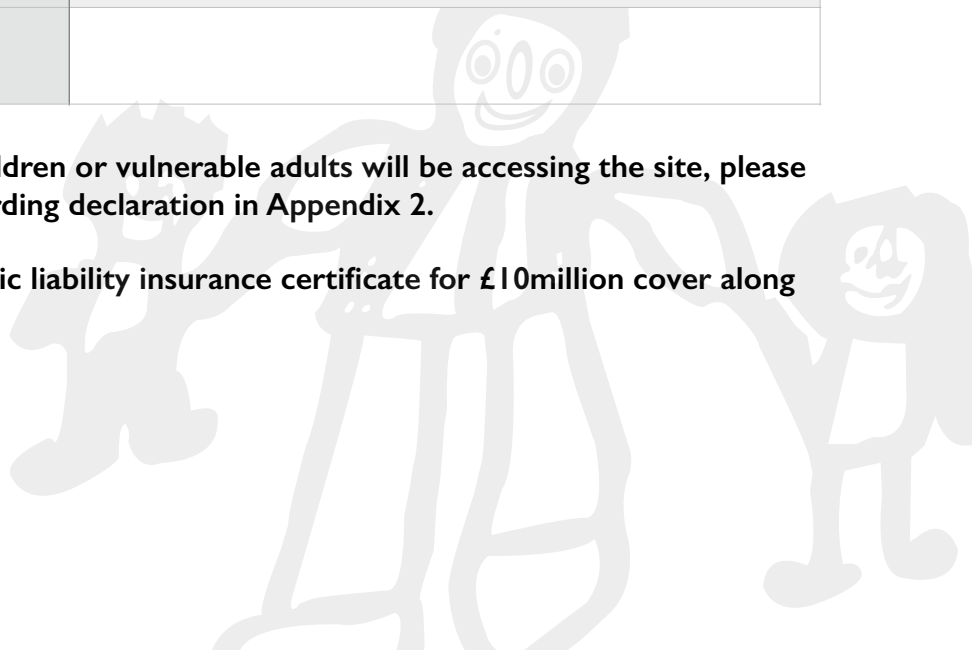 ldren or vulnerable adults will be accessing the site, please
rding declaration in Appendix 2.
ic liability insurance certificate for £10million cover along